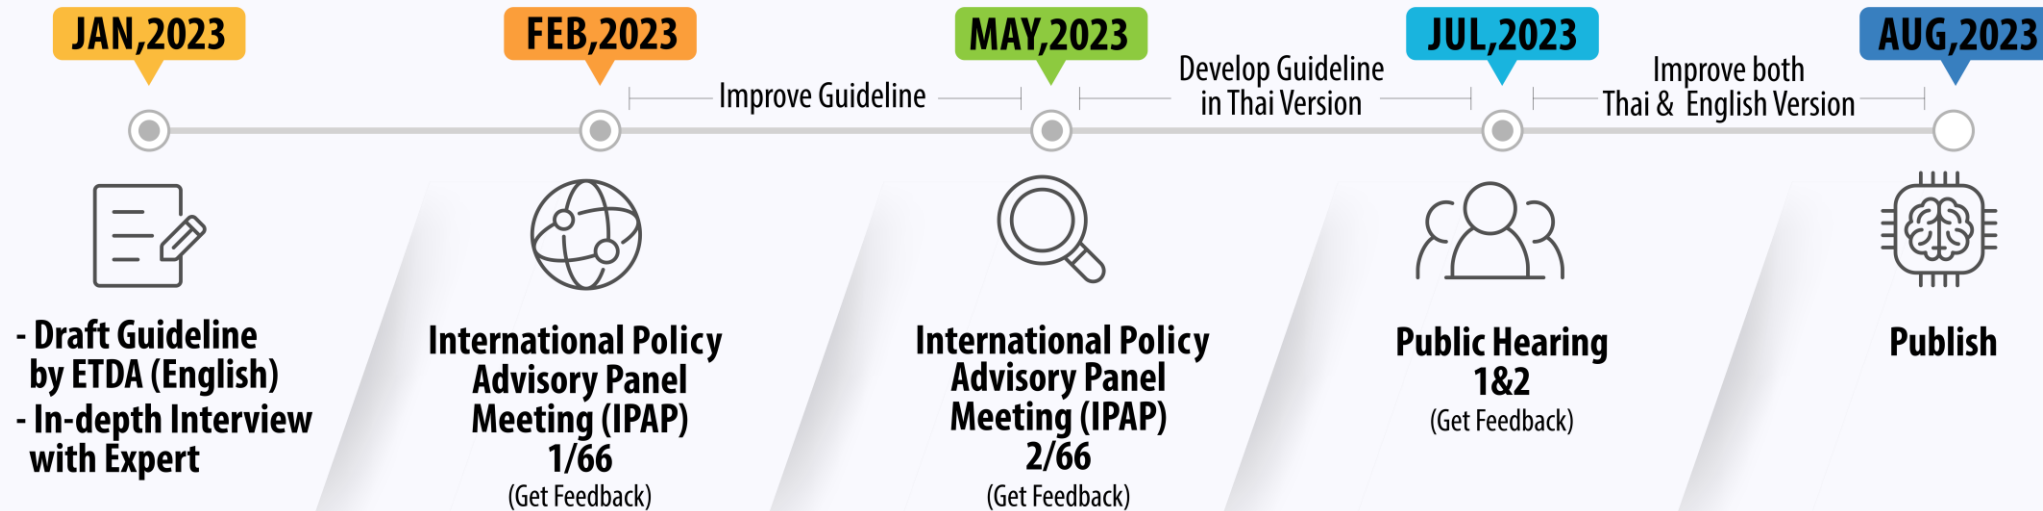 JAN,2023
FEB,2023
MAY,2023
JUL,2023
AUG,2023
Improve Guideline
Develop Guideline
in Thai Version
Improve both
Thai & English Version
- Draft Guideline
by ETDA (English)
- In-depth Interview
with Expert
International Policy
Advisory Panel
Meeting (IPAP)
1/66
(Get Feedback)
International Policy
Advisory Panel
Meeting (IPAP)
2/66
(Get Feedback)
Public Hearing
1&2
(Get Feedback)
Publish